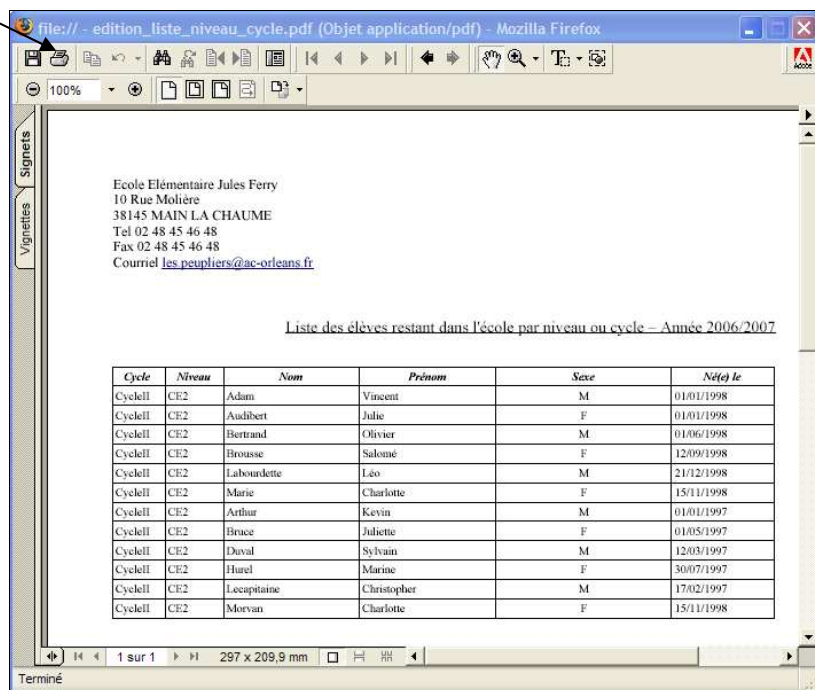 file:// - edition_liste_niveau_cycle.pdf (Objet application/pdf) - Mozilla Firefox
Adobe
100%
Signets
Vignettes
Ecole Elémentaire Jules Ferry
10 Rue Molière
38145 MAIN LA CHAUME
Tel 02 48 45 46 48
Fax 02 48 45 46 48
Courriel les.peupliers@ac-orleans.fr
Liste des élèves restant dans l'école par niveau ou cycle – Année 2006/2007
Cycle Niveau Nom Prénom Sexe Né(e) le
CycleII CE2 Adam Vincent M 01/01/1998
CycleII CE2 Audibert Julie F 01/01/1998
CycleII CE2 Bertrand Olivier M 01/06/1998
CycleII CE2 Brousse Salomé F 12/09/1998
CycleII CE2 Labourdette Léo M 21/12/1998
CycleII CE2 Marie Charlotte F 15/11/1998
CycleII CE2 Arthur Kevin M 01/01/1997
CycleII CE2 Bruce Juliette F 01/05/1997
CycleII CE2 Duval Sylvain M 12/03/1997
CycleII CE2 Hurel Marine F 30/07/1997
CycleII CE2 Lecapitaine Christopher M 17/02/1997
CycleII CE2 Morvan Charlotte F 15/11/1998
1 sur 1 297 x 209,9 mm
Terminé